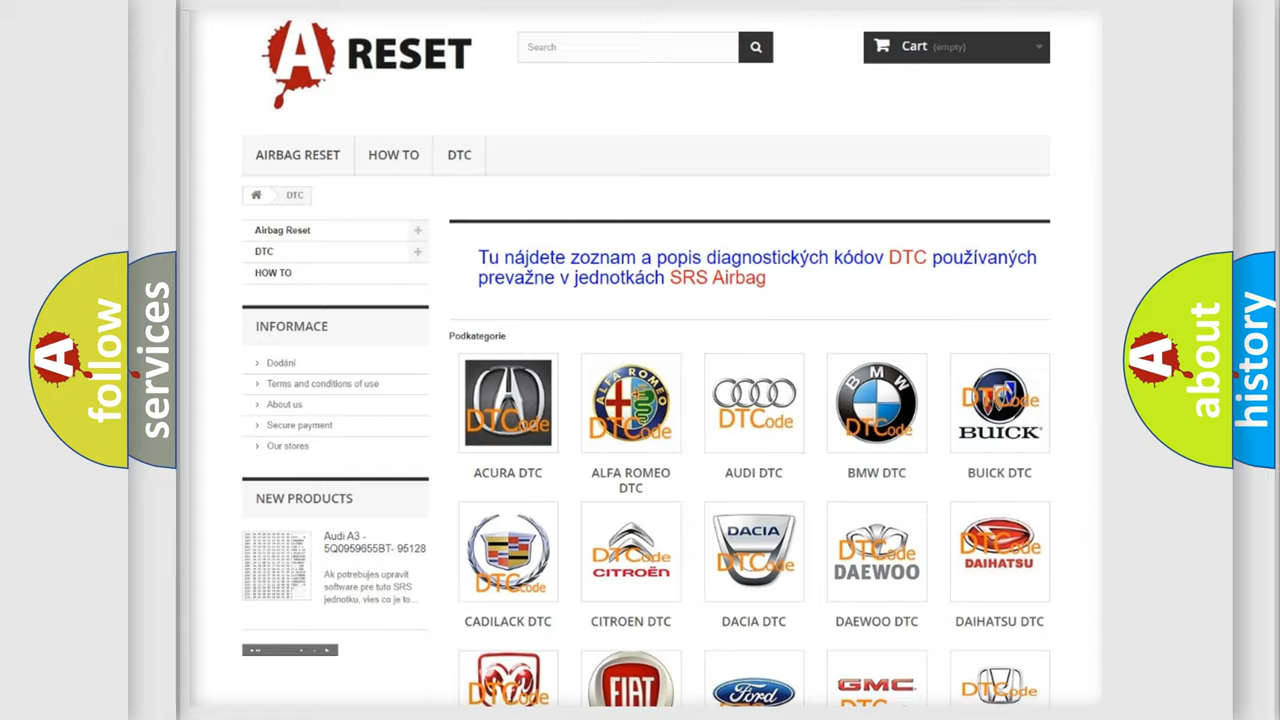 A RESET
Search
Cart (empty)
AIRBAG RESET
HOW TO
DTC
DTC
Airbag Reset
DTC
HOW TO
INFORMACE
Dodání
Terms and conditions of use
About us
Secure payment
Our stores
NEW PRODUCTS
Audi A3 -
5Q0959655BT- 95128
Ak potrebujes upravit
software pre tuto SRS
jednotku, vies co je to...
Tu nájdete zoznam a popis diagnostických kódov DTC používaných
prevažne v jednotkách SRS Airbag
Podkategorie
DTCode
ALFA ROMEO
DTCode
DTCode
BMW
DTCode
DTCode
BUICK
ACURA DTC
ALFA ROMEO
DTC
AUDI DTC
BMW DTC
BUICK DTC
DTCode
DTCode
CITROËN
DACIA
DTCode
DTCode
DAEWOO
DTCode
DAIHATSU
CADILACK DTC
CITROEN DTC
DACIA DTC
DAEWOO DTC
DAIHATSU DTC
DTCode
FIAT
Ford
GMC
DTCode
A follow
services
A about
history